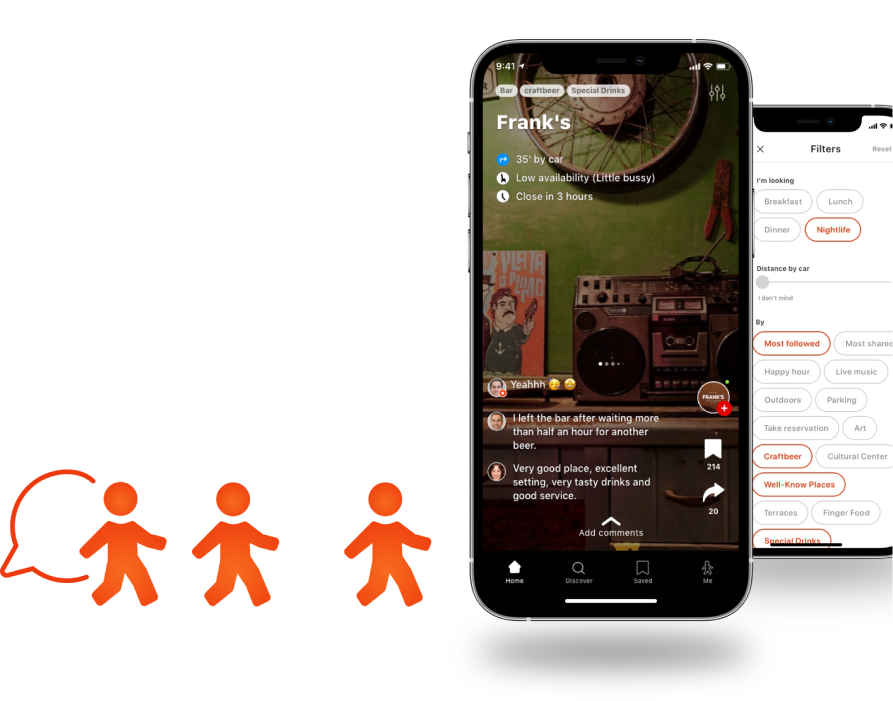 9:41
Bar craftbeer Special Drinks
Frank's
35' by car
Low availability (Little bussy)
Close in 3 hours
Yeahhh
I left the bar after waiting more
than half an hour for another
beer.
Very good place, excellent
setting, very tasty drinks and
good service.
FRANK'S
214
20
Add comments
Home Discover Saved Me
Filters Reset
I'm looking
Breakfast Lunch
Dinner Nightlife
Distance by car
I don't mind
By
Most followed Most shared
Happy hour Live music
Outdoors Parking
Take reservation Art
Craftbeer Cultural Center
Well-Know Places
Terraces Finger Food
Special Drinks